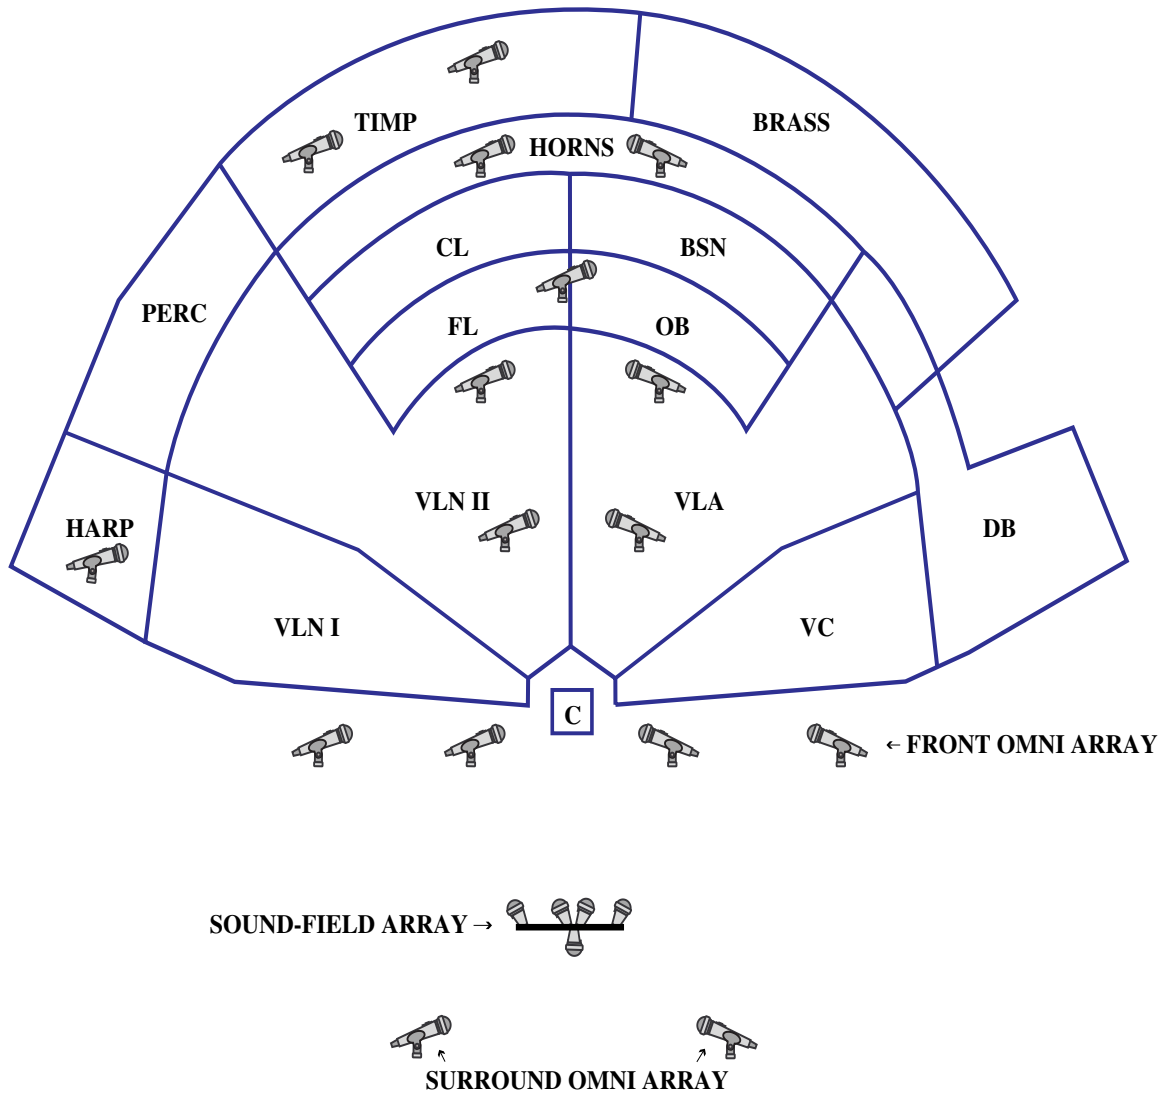 TIMP
BRASS
HORNS
CL
BSN
PERC
FL
OB
VLN II
VLA
HARP
DB
VLN I
VC
C
← FRONT OMNI ARRAY
SOUND-FIELD ARRAY →
SURROUND OMNI ARRAY